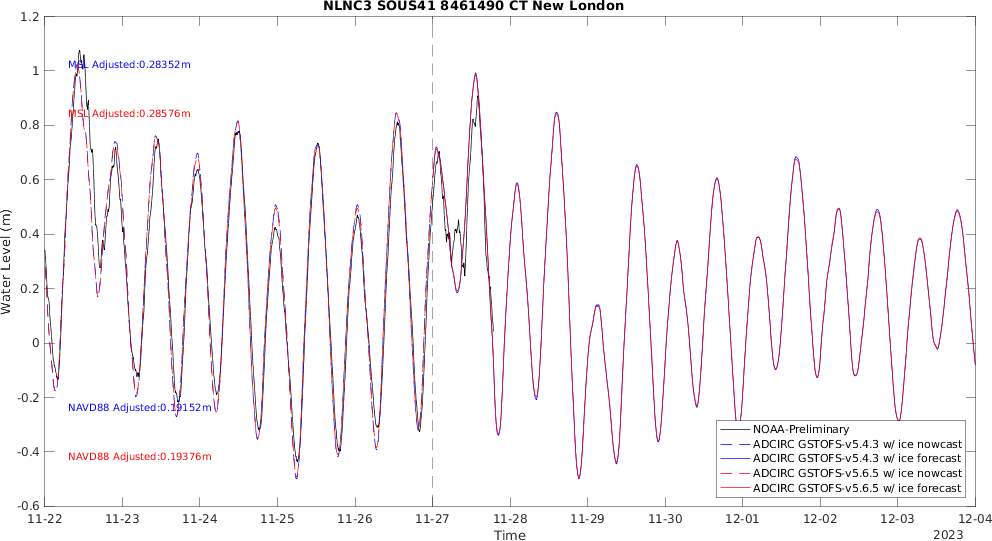 NLNC3 SOUS41 8461490 CT New London
1.2
1
0.8
0.6
0.4
0.2
0
-0.2
-0.4
-0.6
Water Level (m)
MSL Adjusted:0.28352m
MSL Adjusted:0.28576m
NAVD88 Adjusted:0.19152m
NAVD88 Adjusted:0.19376m
NOAA-Preliminary
ADCIRC GSTOFS-v5.4.3 w/ ice nowcast
ADCIRC GSTOFS-v5.4.3 w/ ice forecast
ADCIRC GSTOFS-v5.6.5 w/ ice nowcast
ADCIRC GSTOFS-v5.6.5 w/ ice forecast
11-22 11-23 11-24 11-25 11-26 11-27 11-28 11-29 11-30 12-01 12-02 12-03 12-04
Time
2023